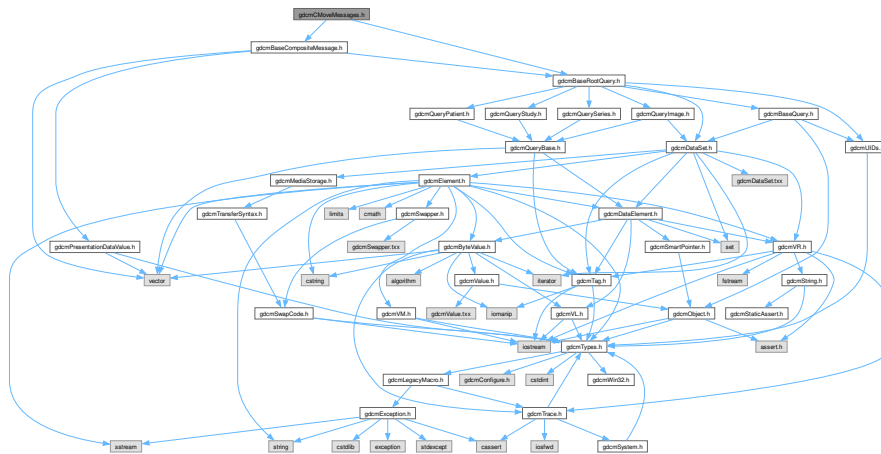 gdcmCMoveMessages.h
gdcmBaseCompositeMessage.h
gdcmBaseRootQuery.h
gdcmQueryPatient.h
gdcmQueryStudy.h
gdcmQuerySeries.h
gdcmQueryImage.h
gdcmBaseQuery.h
gdcmQueryBase.h
gdcmDataSet.h
gdcmUIDs.
gdcmMediaStorage.h
gdcmElement.h
gdcmDataSet.txx
gdcmTransferSyntax.h
limits
cmath
gdcmSwapper.h
gdcmDataElement.h
set
gdcmPresentationDataValue.h
gdcmSwapper.txx
gdcmByteValue.h
gdcmSmartPointer.h
gdcmVR.h
vector
cstring
algorithm
gdcmValue.h
iterator
gdcmTag.h
fstream
gdcmString.h
gdcmSwapCode.h
gdcmVM.h
gdcmValue.txx
iomanip
gdcmVL.h
gdcmObject.h
gdcmStaticAssert.h
iostream
gdcmTypes.h
assert.h
gdcmLegacyMacro.h
gdcmConfigure.h
cstdint
gdcmWin32.h
gdcmException.h
gdcmTrace.h
sstream
string
cstdlib
exception
stdexcept
cassert
iosfwd
gdcmSystem.h